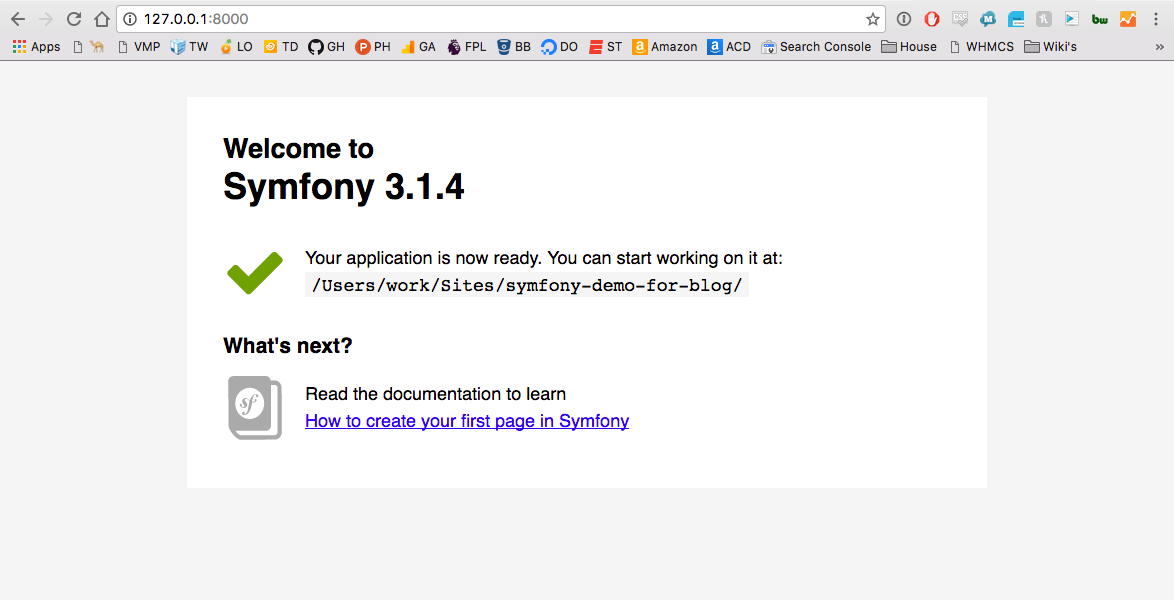 127.0.0.1:8000
Apps VMP TW LO TD GH PH GA FPL BB DO ST Amazon ACD Search Console House WHMCS Wiki's »
Welcome to
Symfony 3.1.4
Your application is now ready. You can start working on it at:
/Users/work/Sites/symfony-demo-for-blog/
What's next?
sf
Read the documentation to learn
How to create your first page in Symfony